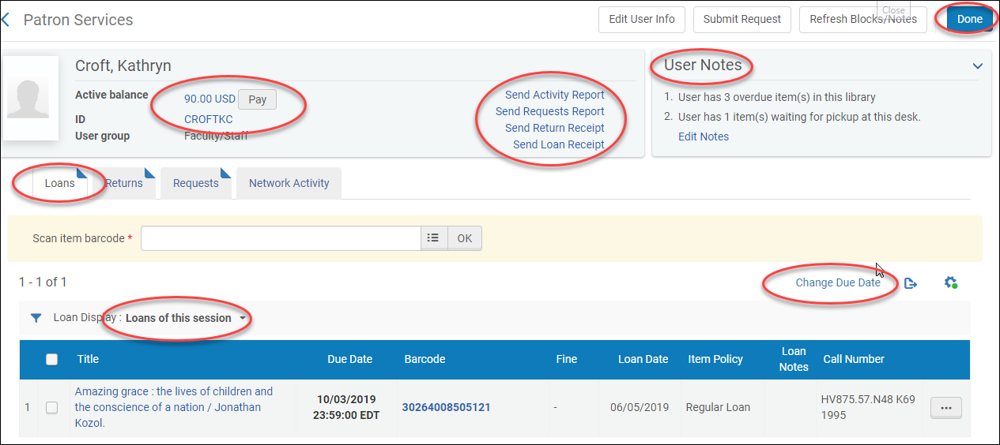 Patron Services
Edit User Info
Submit Request
Refresh Blocks/Notes
Close
Done
Croft, Kathryn
Active balance 90.00 USD Pay
ID CROFTKC
User group Faculty/Staff
Send Activity Report
Send Requests Report
Send Return Receipt
Send Loan Receipt
User Notes
1. User has 3 overdue item(s) in this library
2. User has 1 item(s) waiting for pickup at this desk.
Edit Notes
Loans Returns Requests Network Activity
Scan item barcode * OK
1 - 1 of 1
Change Due Date
Loan Display : Loans of this session
Title Due Date Barcode Fine Loan Date Item Policy Loan Notes Call Number
1
Amazing grace : the lives of children and
the conscience of a nation / Jonathan
Kozol.
10/03/2019
23:59:00 EDT
30264008505121
-
06/05/2019
Regular Loan
HV875.57.N48 K69
1995